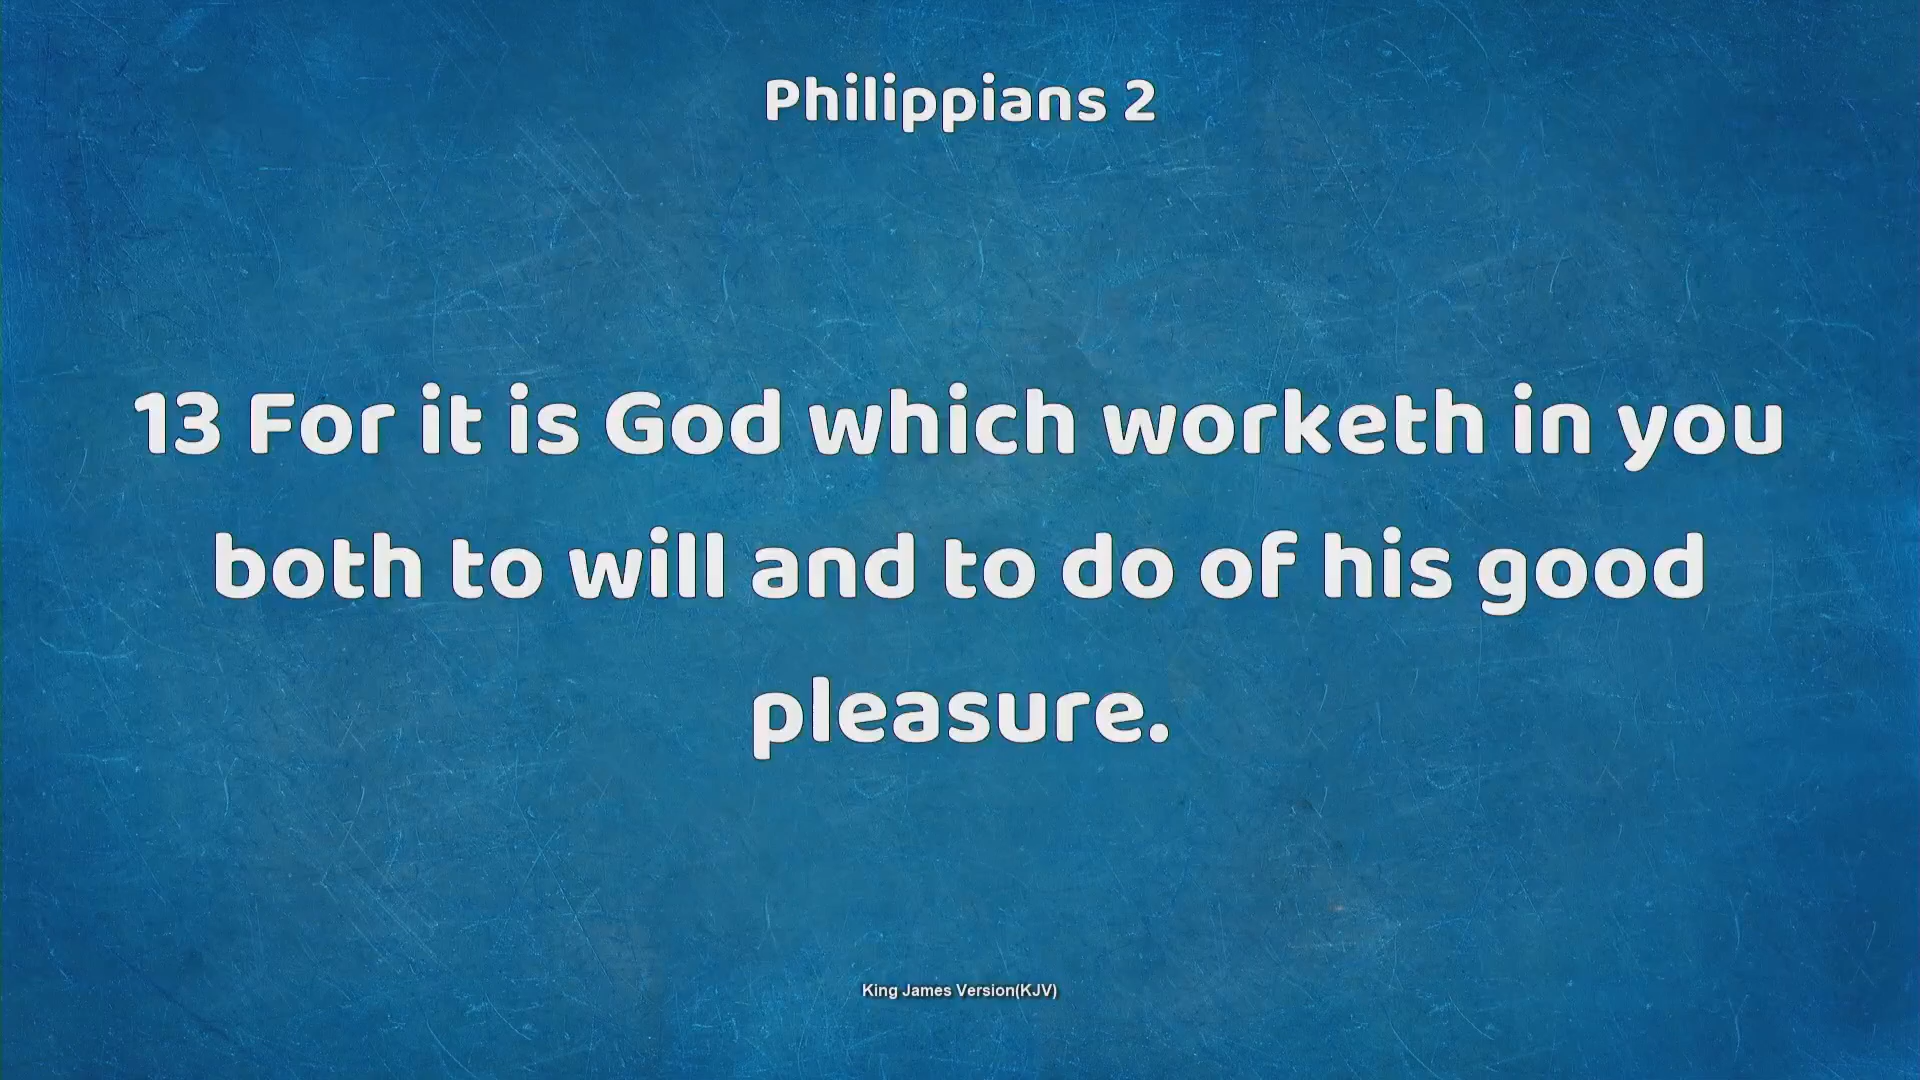 Philippians 2
13 For it is God which worketh in you
both to will and to do of his good
pleasure.
King James Version(KJV)